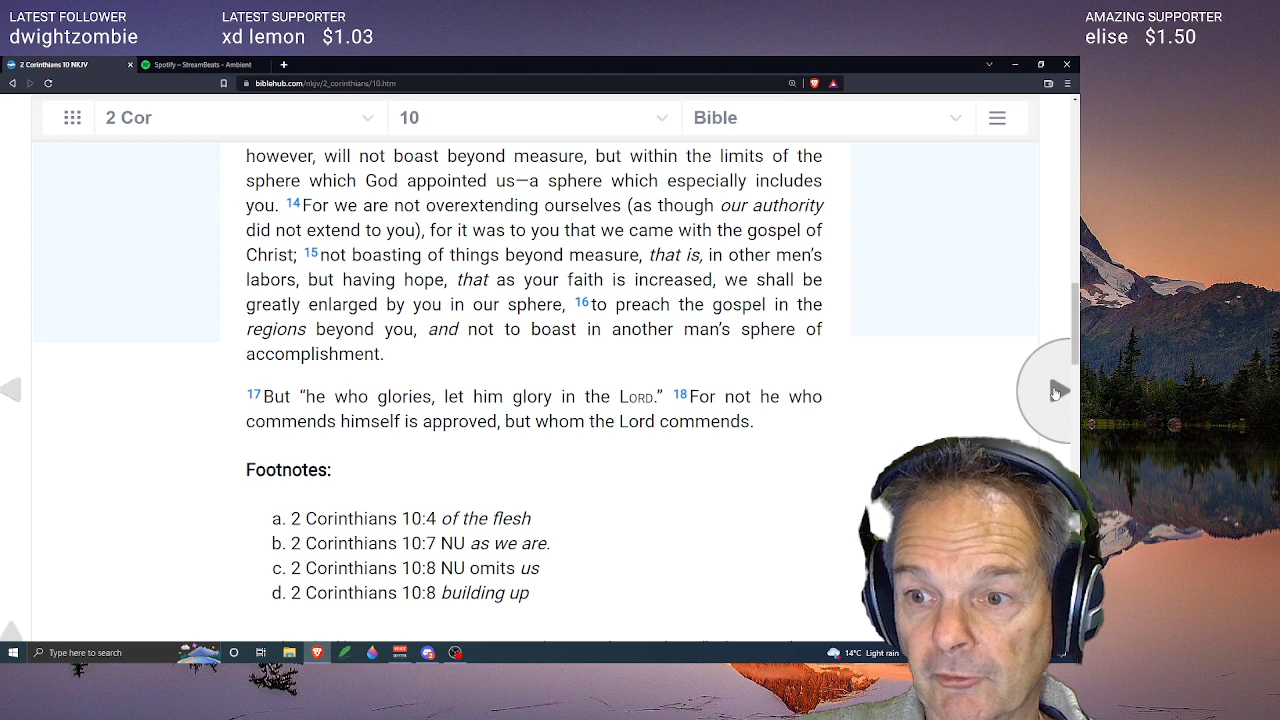 LATEST FOLLOWER
dwightzombie
LATEST SUPPORTER
xd lemon $1.03
AMAZING SUPPORTER
elise $1.50
2 Corinthians 10 NKJV
Spotify – StreamBeats - Ambient
biblehub.com/nkjv/2_corinthians/10.htm
2 Cor
10
Bible
however, will not boast beyond measure, but within the limits of the
sphere which God appointed us—a sphere which especially includes
you. 14 For we are not overextending ourselves (as though our authority
did not extend to you), for it was to you that we came with the gospel of
Christ; 15 not boasting of things beyond measure, that is, in other men’s
labors, but having hope, that as your faith is increased, we shall be
greatly enlarged by you in our sphere, 16 to preach the gospel in the
regions beyond you, and not to boast in another man’s sphere of
accomplishment.
17 But “he who glories, let him glory in the LORD.” 18 For not he who
commends himself is approved, but whom the Lord commends.
Footnotes:
a. 2 Corinthians 10:4 of the flesh
b. 2 Corinthians 10:7 NU as we are.
c. 2 Corinthians 10:8 NU omits us
d. 2 Corinthians 10:8 building up
Type here to search
14°C Light rain